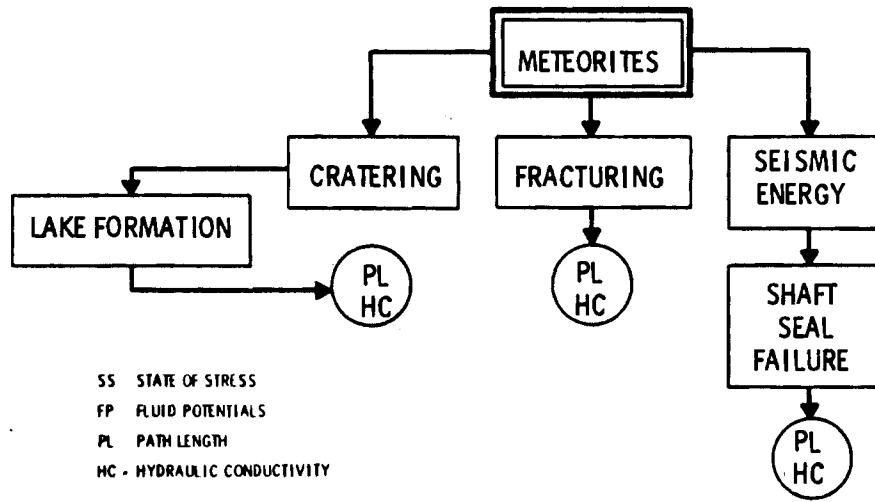 METEORITES
CRATERING
FRACTURING
SEISMIC
ENERGY
LAKE FORMATION
PL
HC
PL
HC
SHAFT
SEAL
FAILURE
PL
HC
SS STATE OF STRESS
FP FLUID POTENTIALS
PL PATH LENGTH
HC - HYDRAULIC CONDUCTIVITY